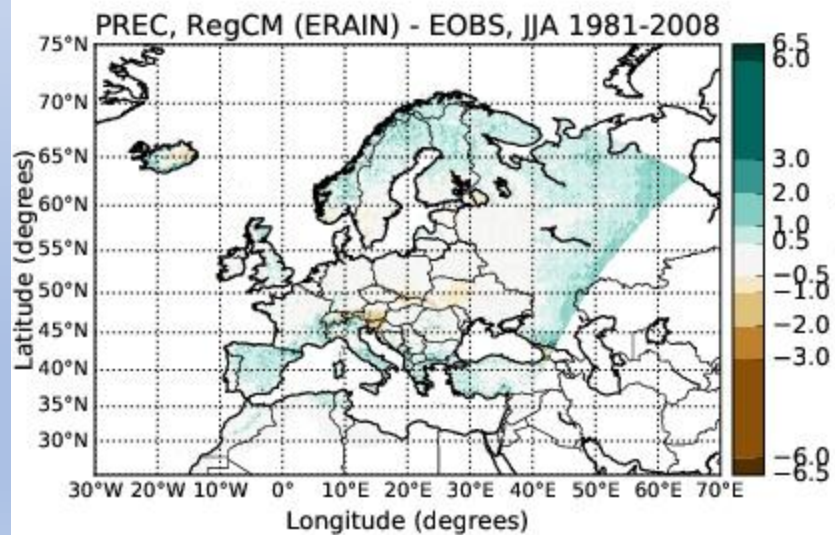 PREC, RegCM (ERAIN) - EOBS, JJA 1981-2008
75°N
70°N
65°N
60°N
55°N
50°N
45°N
40°N
35°N
30°N
Latitude (degrees)
30°W 20°W 10°W 0° 10°E 20°E 30°E 40°E 50°E 60°E 70°E
Longitude (degrees)
6.5
6.0
3.0
2.0
1.0
0.5
−0.5
−1.0
−2.0
−3.0
−6.0
−6.5